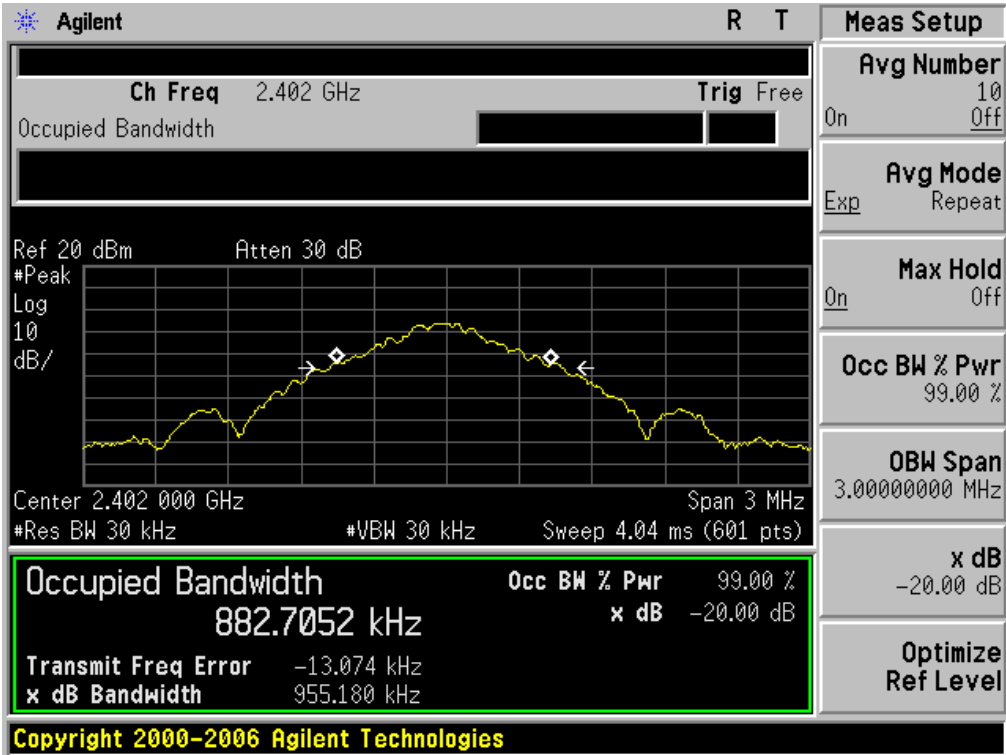 Agilent R T
Meas Setup
Ch Freq 2.402 GHz Trig Free
Occupied Bandwidth
Avg Number
10
On Off
Avg Mode
Exp Repeat
Max Hold
On Off
Occ BW % Pwr
99.00 %
OBW Span
3.00000000 MHz
x dB
-20.00 dB
Optimize
Ref Level
Ref 20 dBm Atten 30 dB
#Peak
Log
10
dB/
Center 2.402 000 GHz Span 3 MHz
#Res BW 30 kHz #VBW 30 kHz Sweep 4.04 ms (601 pts)
Occupied Bandwidth Occ BW % Pwr 99.00 %
882.7052 kHz x dB -20.00 dB
Transmit Freq Error -13.074 kHz
x dB Bandwidth 955.180 kHz
Copyright 2000-2006 Agilent Technologies